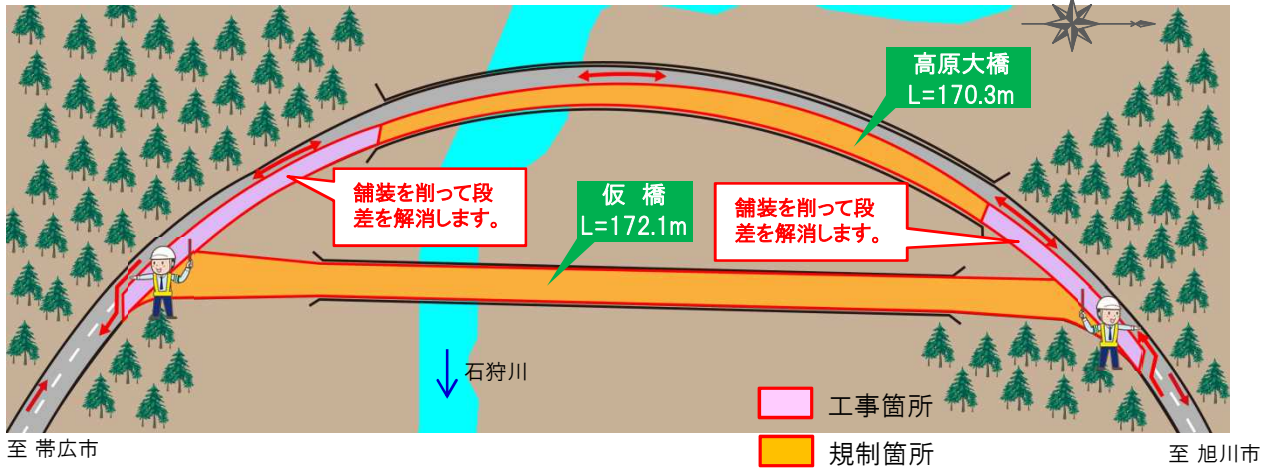 高原大橋
L=170.3m
舗装を削って段
差を解消します。
仮 橋
L=172.1m
舗装を削って段
差を解消します。
石狩川
工事箇所
規制箇所
至 帯広市
至 旭川市